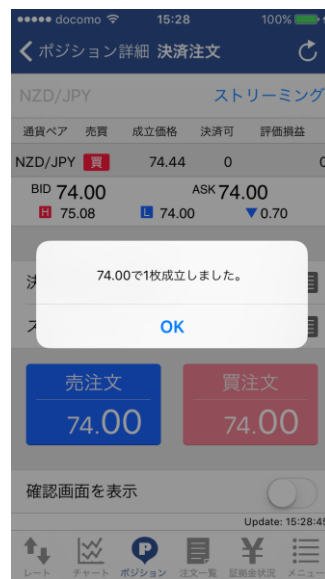 docomo 15:28 100%
ポジション詳細 決済注文
NZD/JPY ストリーミング
通貨ペア 売買 成立価格 決済可 評価損益
NZD/JPY 買 74.44 0 0
BID 74.00 ASK 74.00
H 75.08 L 74.00 ▼0.70
74.00で1枚成立しました。
決
ス
OK
売注文 買注文
74.00 74.00
確認画面を表示
Update: 15:28:45
レート チャート ポジション 注文一覧 証拠金状況 メニュー